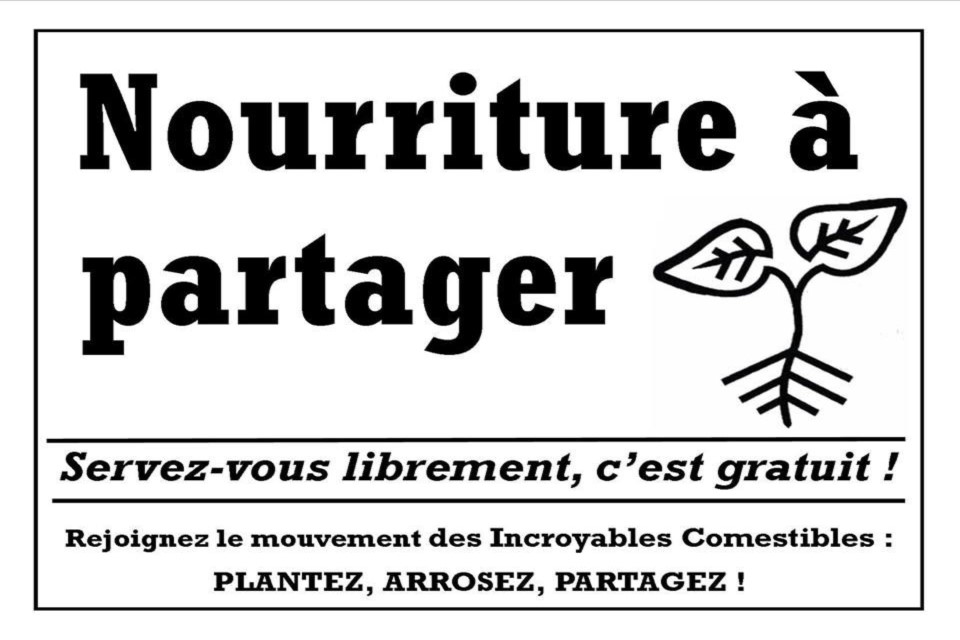 Nourriture à
partager
Servez-vous librement, c’est gratuit !
Rejoignez le mouvement des Incroyables Comestibles :
PLANTEZ, ARROSEZ, PARTAGEZ !